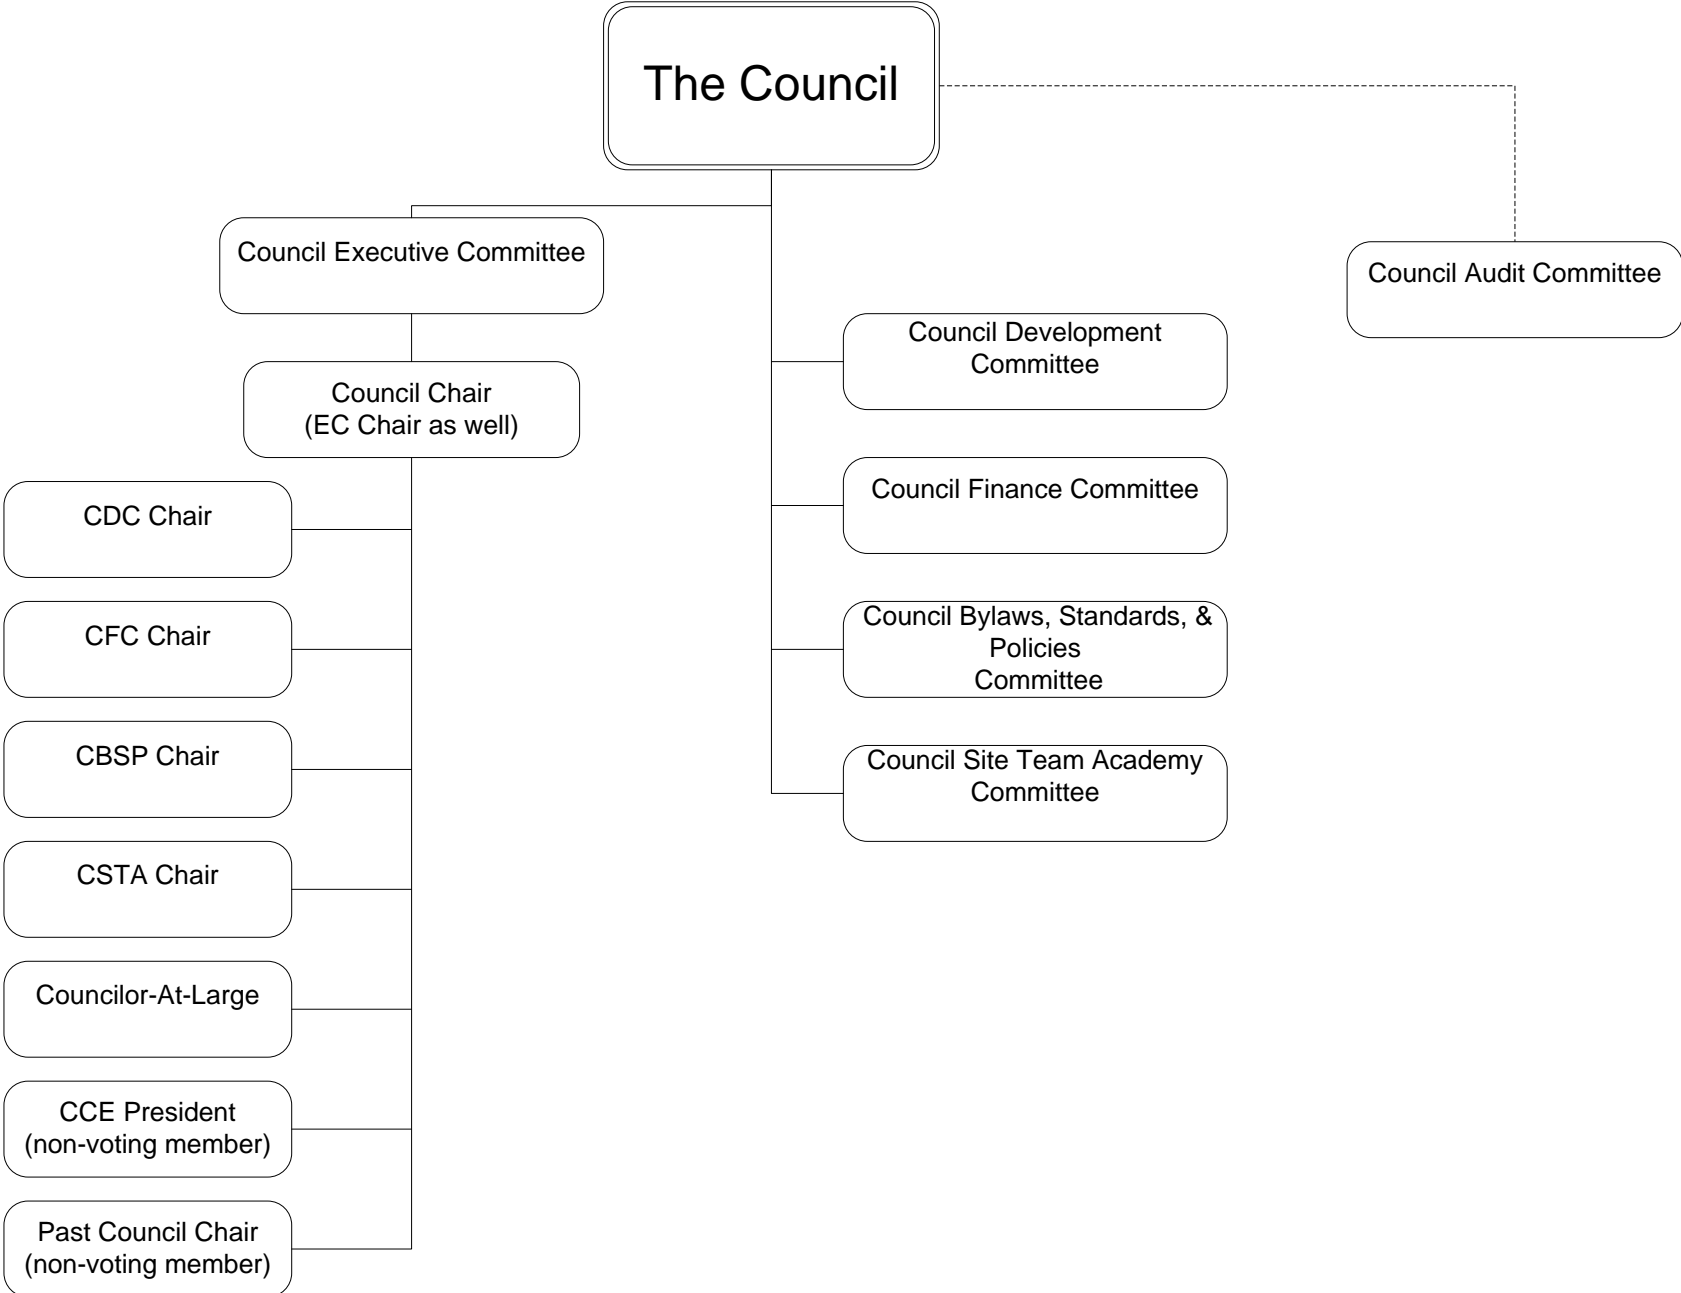 The Council
Council Executive Committee
Council Audit Committee
Council Development
Committee
Council Chair
(EC Chair as well)
Council Finance Committee
CDC Chair
Council Bylaws, Standards, &
Policies
Committee
CFC Chair
Council Site Team Academy
Committee
CBSP Chair
CSTA Chair
Councilor-At-Large
CCE President
(non-voting member)
Past Council Chair
(non-voting member)